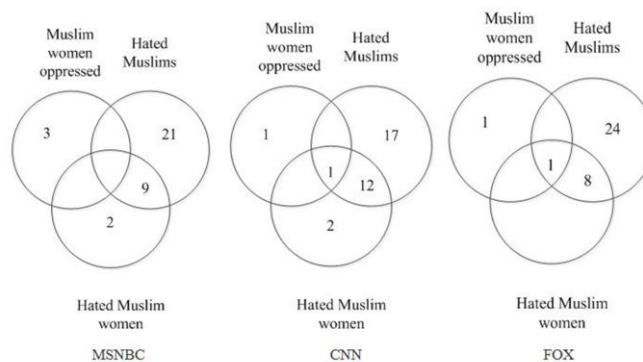 Muslim
women
oppressed
Hated
Muslims
3
21
9
2
Hated Muslim
women
MSNBC
Muslim
women
oppressed
Hated
Muslims
1
17
1
12
2
Hated Muslim
women
CNN
Muslim
women
oppressed
Hated
Muslims
1
24
1
8
Hated Muslim
women
FOX